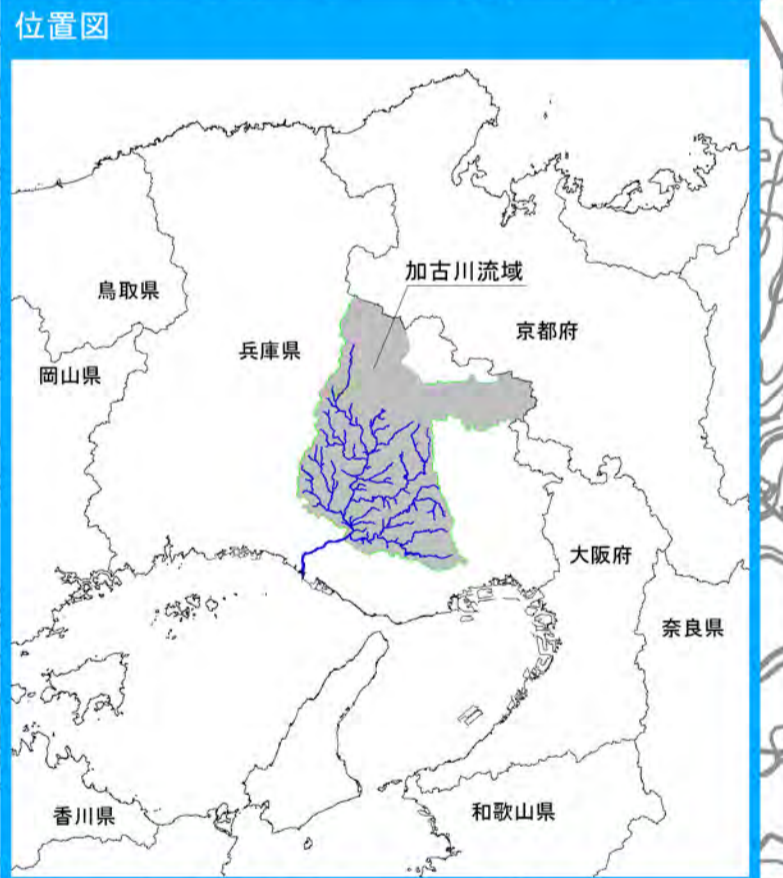 位置図
加古川流域
鳥取県
京都府
兵庫県
岡山県
大阪府
奈良県
香川県
和歌山県